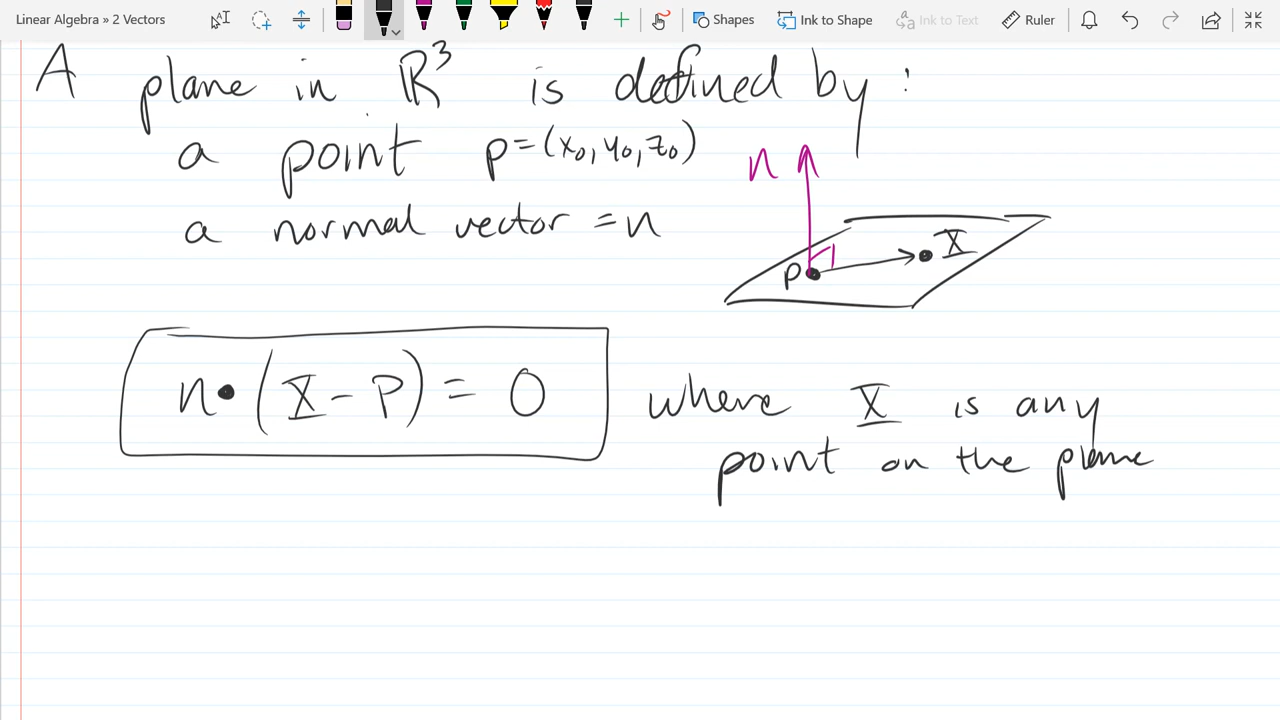 Linear Algebra » 2 Vectors Shapes Ink to Shape Ink to Text Ruler
A plane in ℝ³ is defined by :
a point p=(x₀,y₀,z₀)
n
a normal vector = n
X
P
n•(X-P) = 0 where X is any
point on the plane